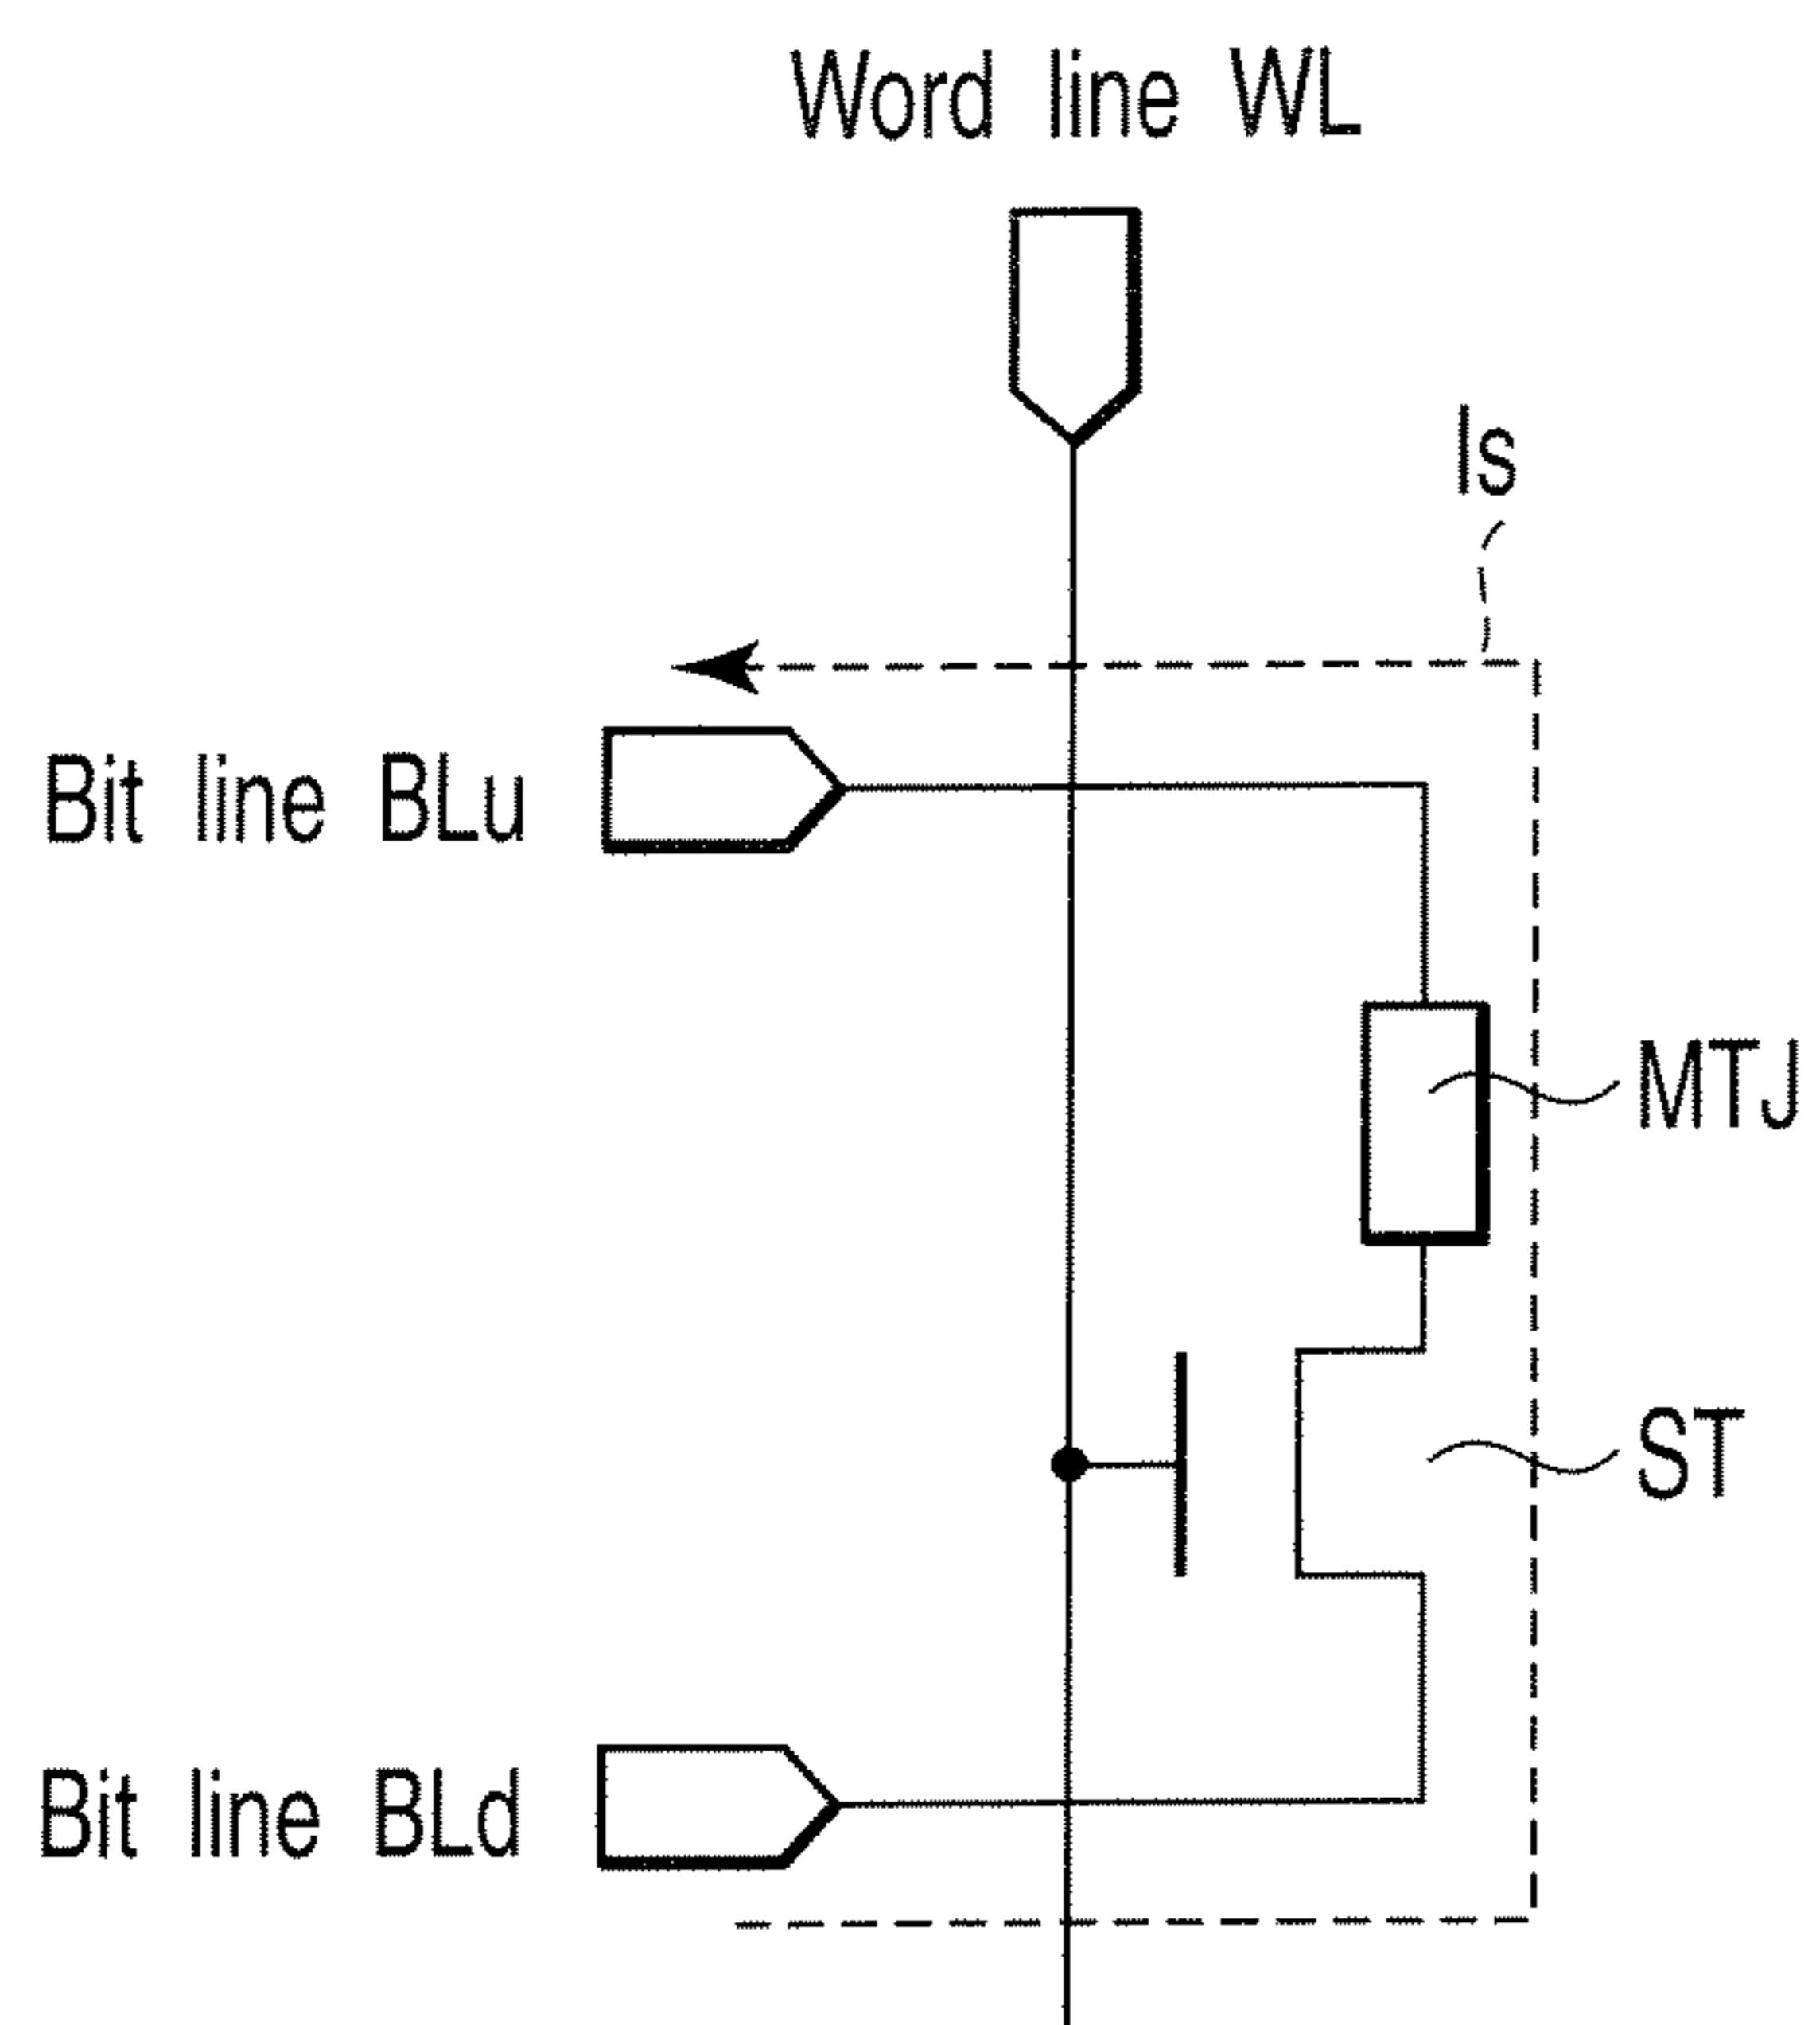 Word line WL
Is
Bit line BLu
MTJ
ST
Bit line BLd